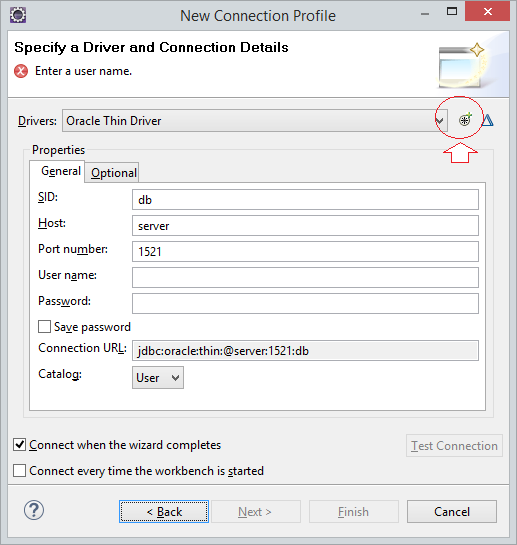 New Connection Profile
Specify a Driver and Connection Details
Enter a user name.
Drivers: Oracle Thin Driver
Properties
General Optional
SID: db
Host: server
Port number: 1521
User name:
Password:
Save password
Connection URL: jdbc:oracle:thin:@server:1521:db
Catalog: User
Connect when the wizard completes
Test Connection
Connect every time the workbench is started
? < Back Next > Finish Cancel